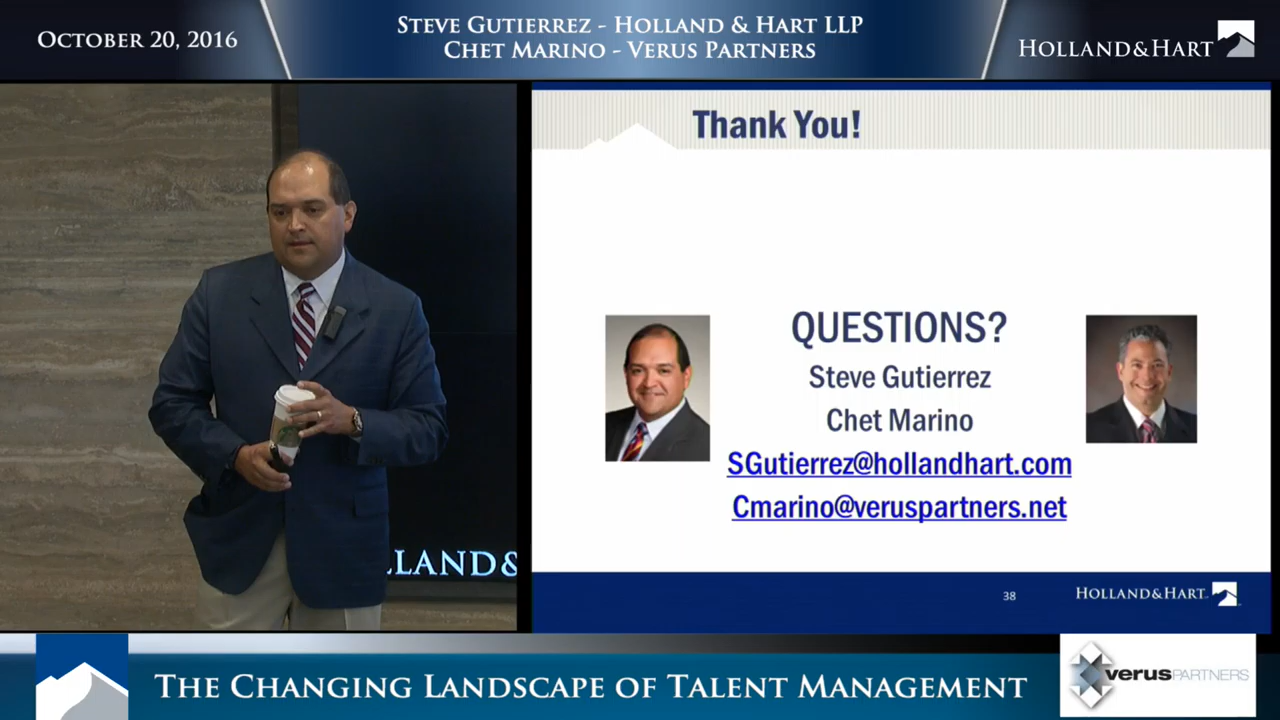 OCTOBER 20, 2016
STEVE GUTIERREZ - HOLLAND & HART LLP
CHET MARINO - VERUS PARTNERS
HOLLAND&HART
Thank You!
QUESTIONS?
Steve Gutierrez
Chet Marino
SGutierrez@hollandhart.com
Cmarino@veruspartners.net
LLAND&
38
HOLLAND&HART
THE CHANGING LANDSCAPE OF TALENT MANAGEMENT
verusPARTNERS